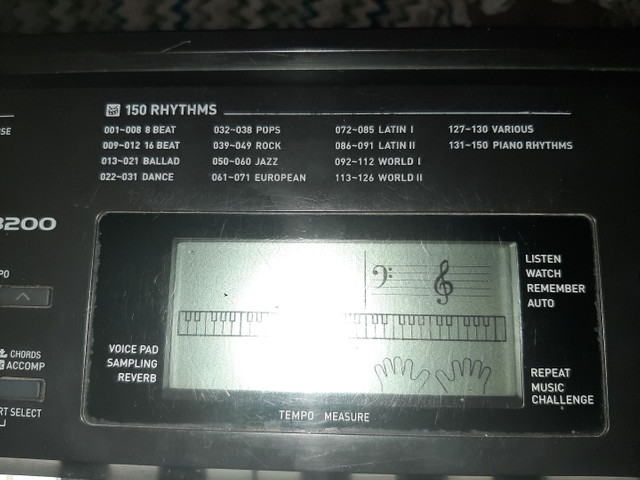 150 RHYTHMS
001~008 8 BEAT
009~012 16 BEAT
013~021 BALLAD
022~031 DANCE
032~038 POPS
039~049 ROCK
050~060 JAZZ
061~071 EUROPEAN
072~085 LATIN I
086~091 LATIN II
092~112 WORLD I
113~126 WORLD II
127~130 VARIOUS
131~150 PIANO RHYTHMS
3200
LISTEN
WATCH
REMEMBER
AUTO
CHORDS
ACCOMP
VOICE PAD
SAMPLING
REVERB
REPEAT
MUSIC
CHALLENGE
SELECT
TEMPO MEASURE